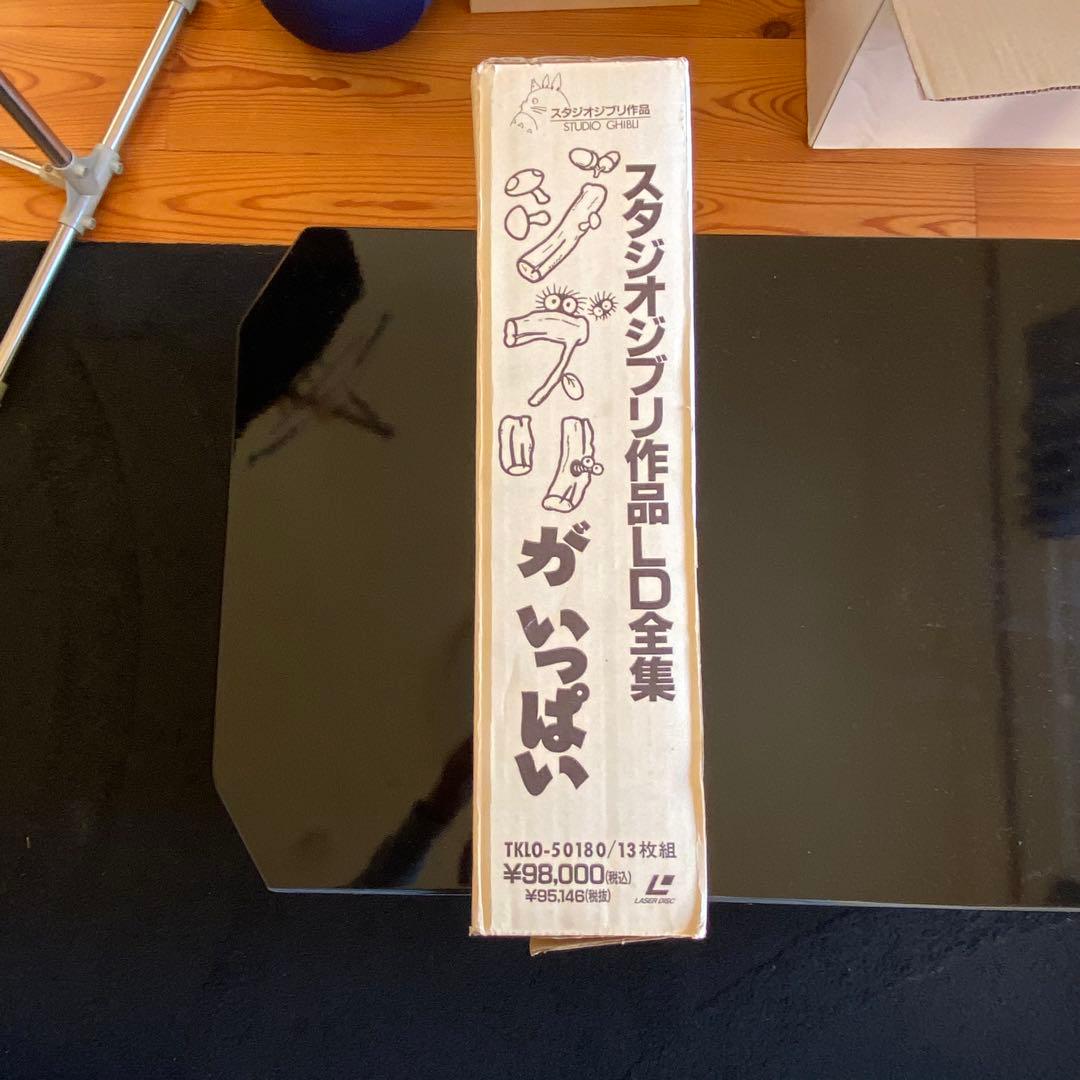 スタジオジブリ作品
STUDIO GHIBLI
スタジオジブリ作品LD全集
ジブリがいっぱい
TKLO-50180/13枚組
¥98,000(税込)
¥95,146(税抜)
LASER DISC